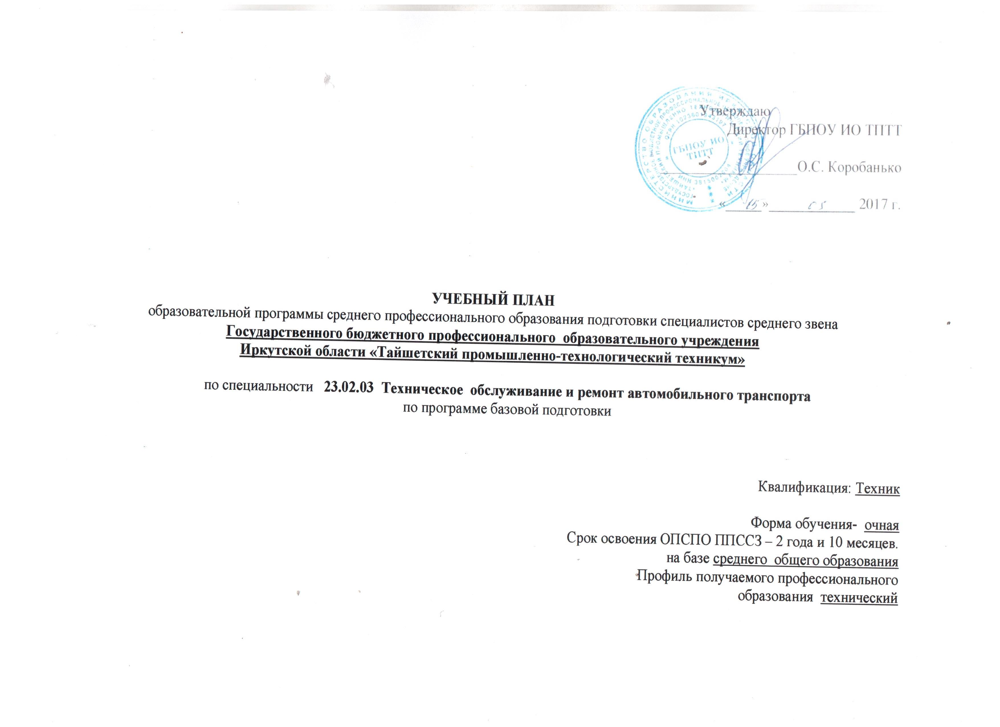 Утверждаю
Директор ГБПОУ ИО ТПТТ
О.С. Коробанько
«15» 05 2017 г.
ГБПОУ ИО
ТПТТ
УЧЕБНЫЙ ПЛАН
образовательной программы среднего профессионального образования подготовки специалистов среднего звена
Государственного бюджетного профессионального образовательного учреждения
Иркутской области «Тайшетский промышленно-технологический техникум»
по специальности 23.02.03 Техническое обслуживание и ремонт автомобильного транспорта
по программе базовой подготовки
Квалификация: Техник
Форма обучения- очная
Срок освоения ОПСПО ППССЗ – 2 года и 10 месяцев.
на базе среднего общего образования
Профиль получаемого профессионального
образования технический